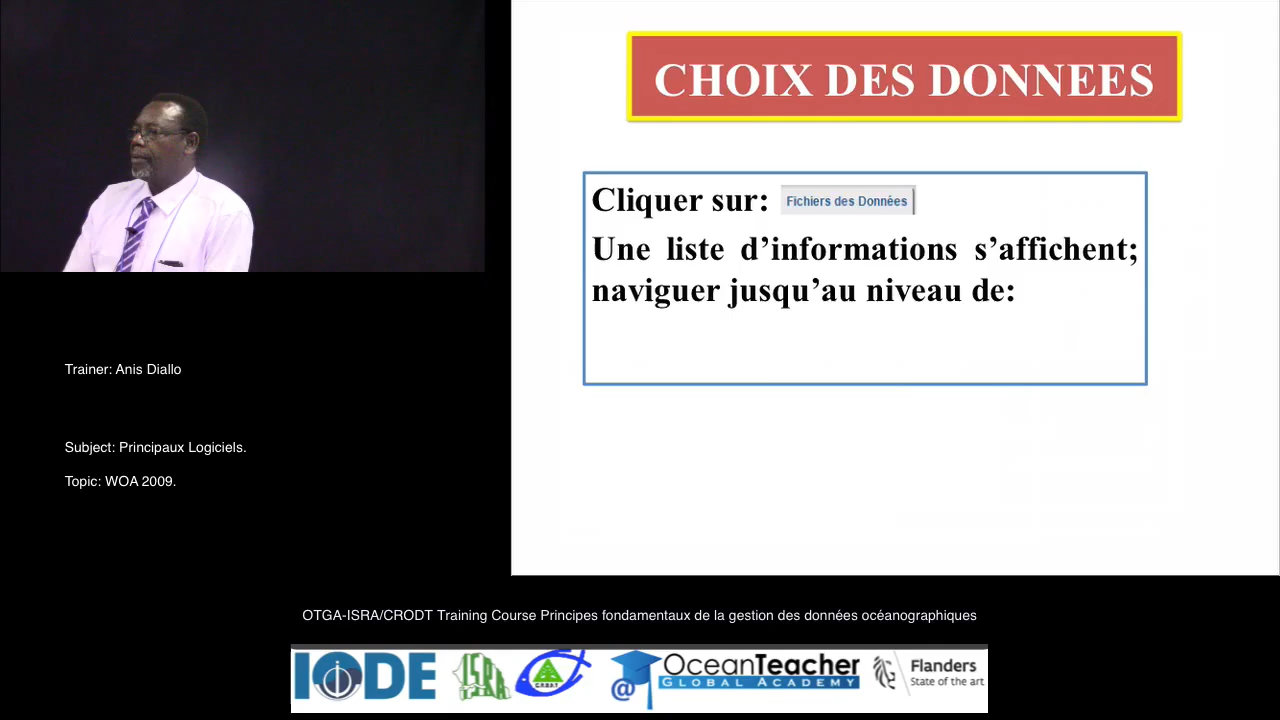 CHOIX DES DONNEES
Cliquer sur: Fichiers des Données
Une liste d’informations s’affichent;
naviguer jusqu’au niveau de:
Trainer: Anis Diallo
Subject: Principaux Logiciels.
Topic: WOA 2009.
OTGA-ISRA/CRODT Training Course Principes fondamentaux de la gestion des données océanographiques
IODE
ISRA
OceanTeacher
GLOBAL ACADEMY
@
Flanders
State of the art